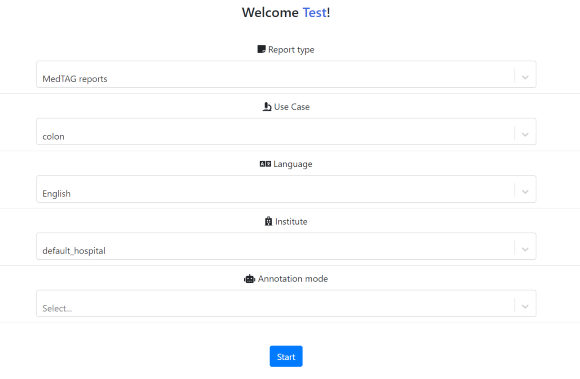 Welcome Test!
Report type
MedTAG reports
Use Case
colon
Language
English
Institute
default_hospital
Annotation mode
Select...
Start